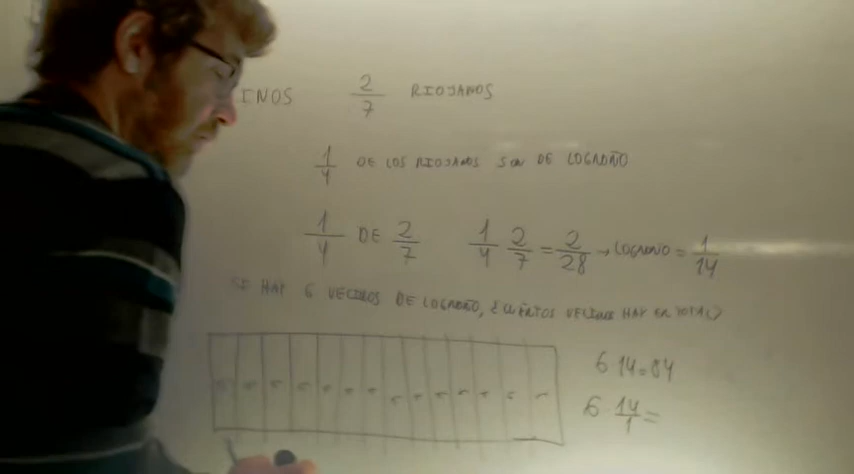 INOS 2/7 RIOJANOS
1/4 DE LOS RIOJANOS SON DE LOGROÑO
1/4 DE 2/7 1/4 2/7 = 2/28 → LOGROÑO = 1/14
SI HAY 6 VECINOS DE LOGROÑO, ¿CUÁNTOS VECINOS HAY EN TOTAL?
6 14 = 84
6 · 14/1 =